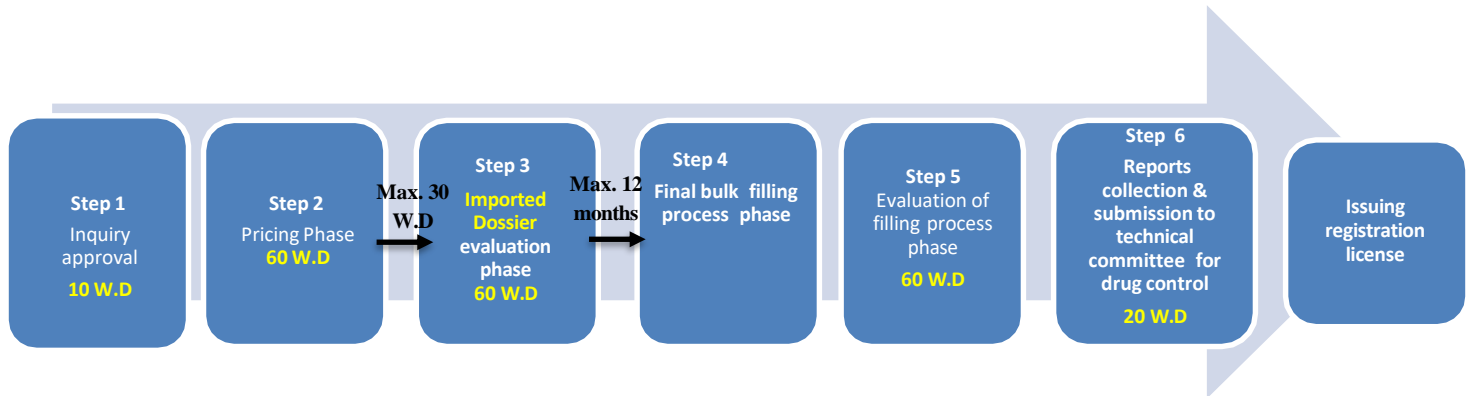 Step 1
Inquiry
approval
10 W.D
Step 2
Pricing Phase
60 W.D
Max. 30
W.D
Step 3
Imported
Dossier
evaluation
phase
60 W.D
Max. 12
months
Step 4
Final bulk filling
process phase
Step 5
Evaluation of
filling process
phase
60 W.D
Step 6
Reports
collection &
submission to
technical
committee for
drug control
20 W.D
Issuing
registration
license